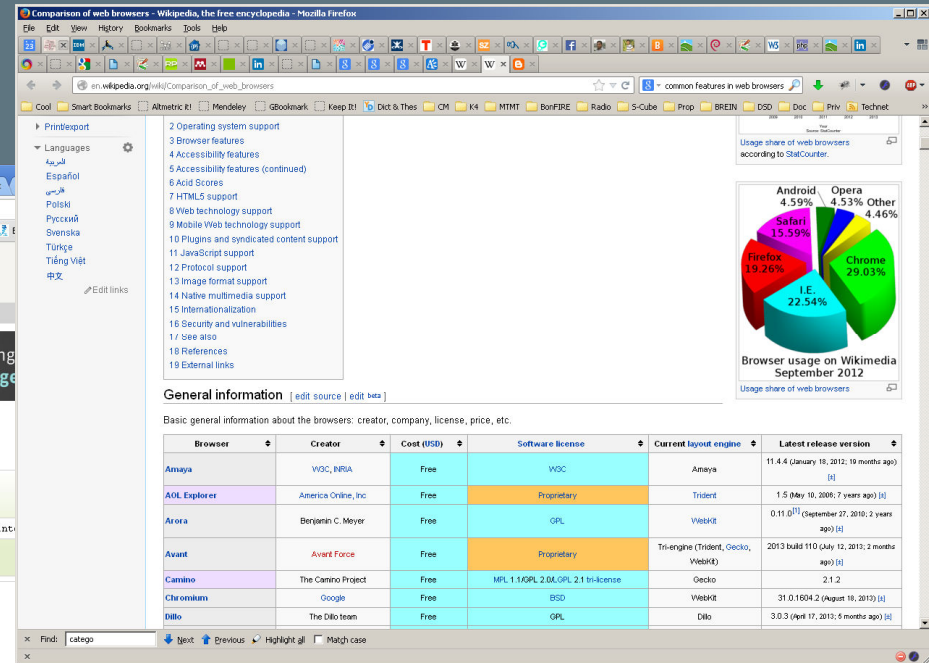 Comparison of web browsers - Wikipedia, the free encyclopedia - Mozilla Firefox
File Edit View History Bookmarks Tools Help
en.wikipedia.org/wiki/Comparison_of_web_browsers
common features in web browsers
Cool Smart Bookmarks Altmetric it! Mendeley GBookmark Keep It! Dict & Thes CM K4 MTMT BonFIRE Radio S-Cube Prop BREIN DSD Doc Priv Technet
Print/export
Languages
العربية
Español
فارسی
Polski
Русский
Svenska
Türkçe
Tiếng Việt
中文
Edit links
2 Operating system support
3 Browser features
4 Accessibility features
5 Accessibility features (continued)
6 Acid Scores
7 HTML5 support
8 Web technology support
9 Mobile Web technology support
10 Plugins and syndicated content support
11 JavaScript support
12 Protocol support
13 Image format support
14 Native multimedia support
15 Internationalization
16 Security and vulnerabilities
17 See also
18 References
19 External links
Source: StatCounter
Usage share of web browsers
according to StatCounter.
Android 4.59%
Opera 4.53%
Other 4.46%
Safari 15.59%
Firefox 19.26%
Chrome 29.03%
I.E. 22.54%
Browser usage on Wikimedia
September 2012
Usage share of web browsers
General information [ edit source | edit beta ]
Basic general information about the browsers: creator, company, license, price, etc.
Browser Creator Cost (USD) Software license Current layout engine Latest release version
Amaya W3C, INRIA Free W3C Amaya 11.4.4 (January 18, 2012; 19 months ago) [±]
AOL Explorer America Online, Inc Free Proprietary Trident 1.5 (May 10, 2006; 7 years ago) [±]
Arora Benjamin C. Meyer Free GPL WebKit 0.11.0[1] (September 27, 2010; 2 years ago) [±]
Avant Avant Force Free Proprietary Tri-engine (Trident, Gecko, WebKit) 2013 build 110 (July 12, 2013; 2 months ago) [±]
Camino The Camino Project Free MPL 1.1/GPL 2.0/LGPL 2.1 tri-license Gecko 2.1.2
Chromium Google Free BSD WebKit 31.0.1604.2 (August 18, 2013) [±]
Dillo The Dillo team Free GPL Dillo 3.0.3 (April 17, 2013; 5 months ago) [±]
Find: catego Next Previous Highlight all Match case